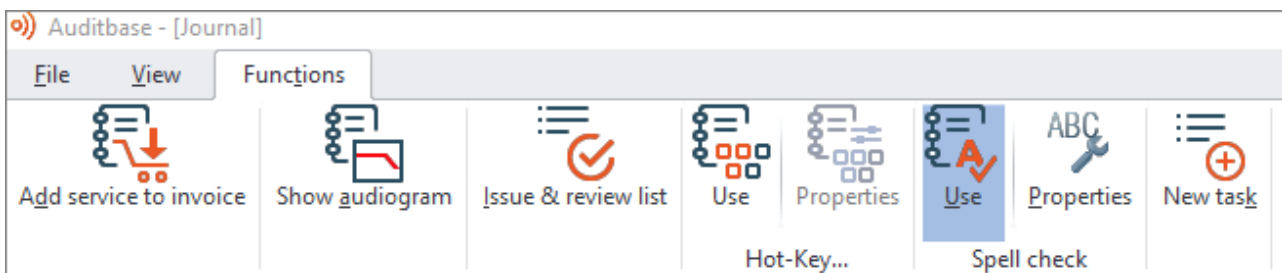 Auditbase - [Journal]
File View Functions
ABC
Add service to invoice Show audiogram Issue & review list Use Properties Use Properties New task
Hot-Key... Spell check